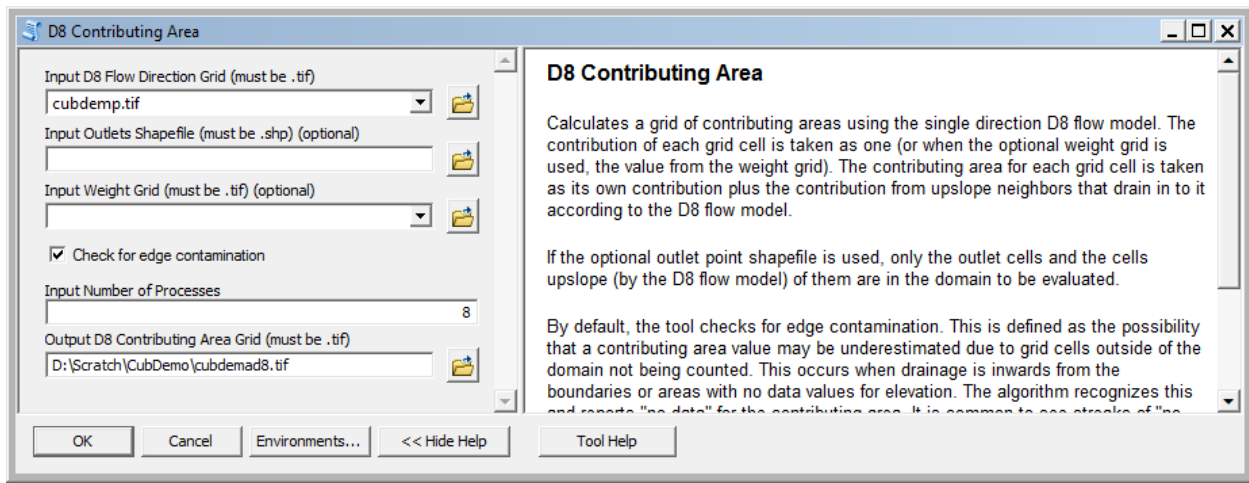 D8 Contributing Area
Input D8 Flow Direction Grid (must be .tif)
cubdemp.tif
Input Outlets Shapefile (must be .shp) (optional)
Input Weight Grid (must be .tif) (optional)
Check for edge contamination
Input Number of Processes
8
Output D8 Contributing Area Grid (must be .tif)
D:\Scratch\CubDemo\cubdemad8.tif
D8 Contributing Area
Calculates a grid of contributing areas using the single direction D8 flow model. The
contribution of each grid cell is taken as one (or when the optional weight grid is
used, the value from the weight grid). The contributing area for each grid cell is taken
as its own contribution plus the contribution from upslope neighbors that drain in to it
according to the D8 flow model.
If the optional outlet point shapefile is used, only the outlet cells and the cells
upslope (by the D8 flow model) of them are in the domain to be evaluated.
By default, the tool checks for edge contamination. This is defined as the possibility
that a contributing area value may be underestimated due to grid cells outside of the
domain not being counted. This occurs when drainage is inwards from the
boundaries or areas with no data values for elevation. The algorithm recognizes this
and reports "no data" for the contributing area. It is common to see streaks of "no
OK
Cancel
Environments...
<< Hide Help
Tool Help